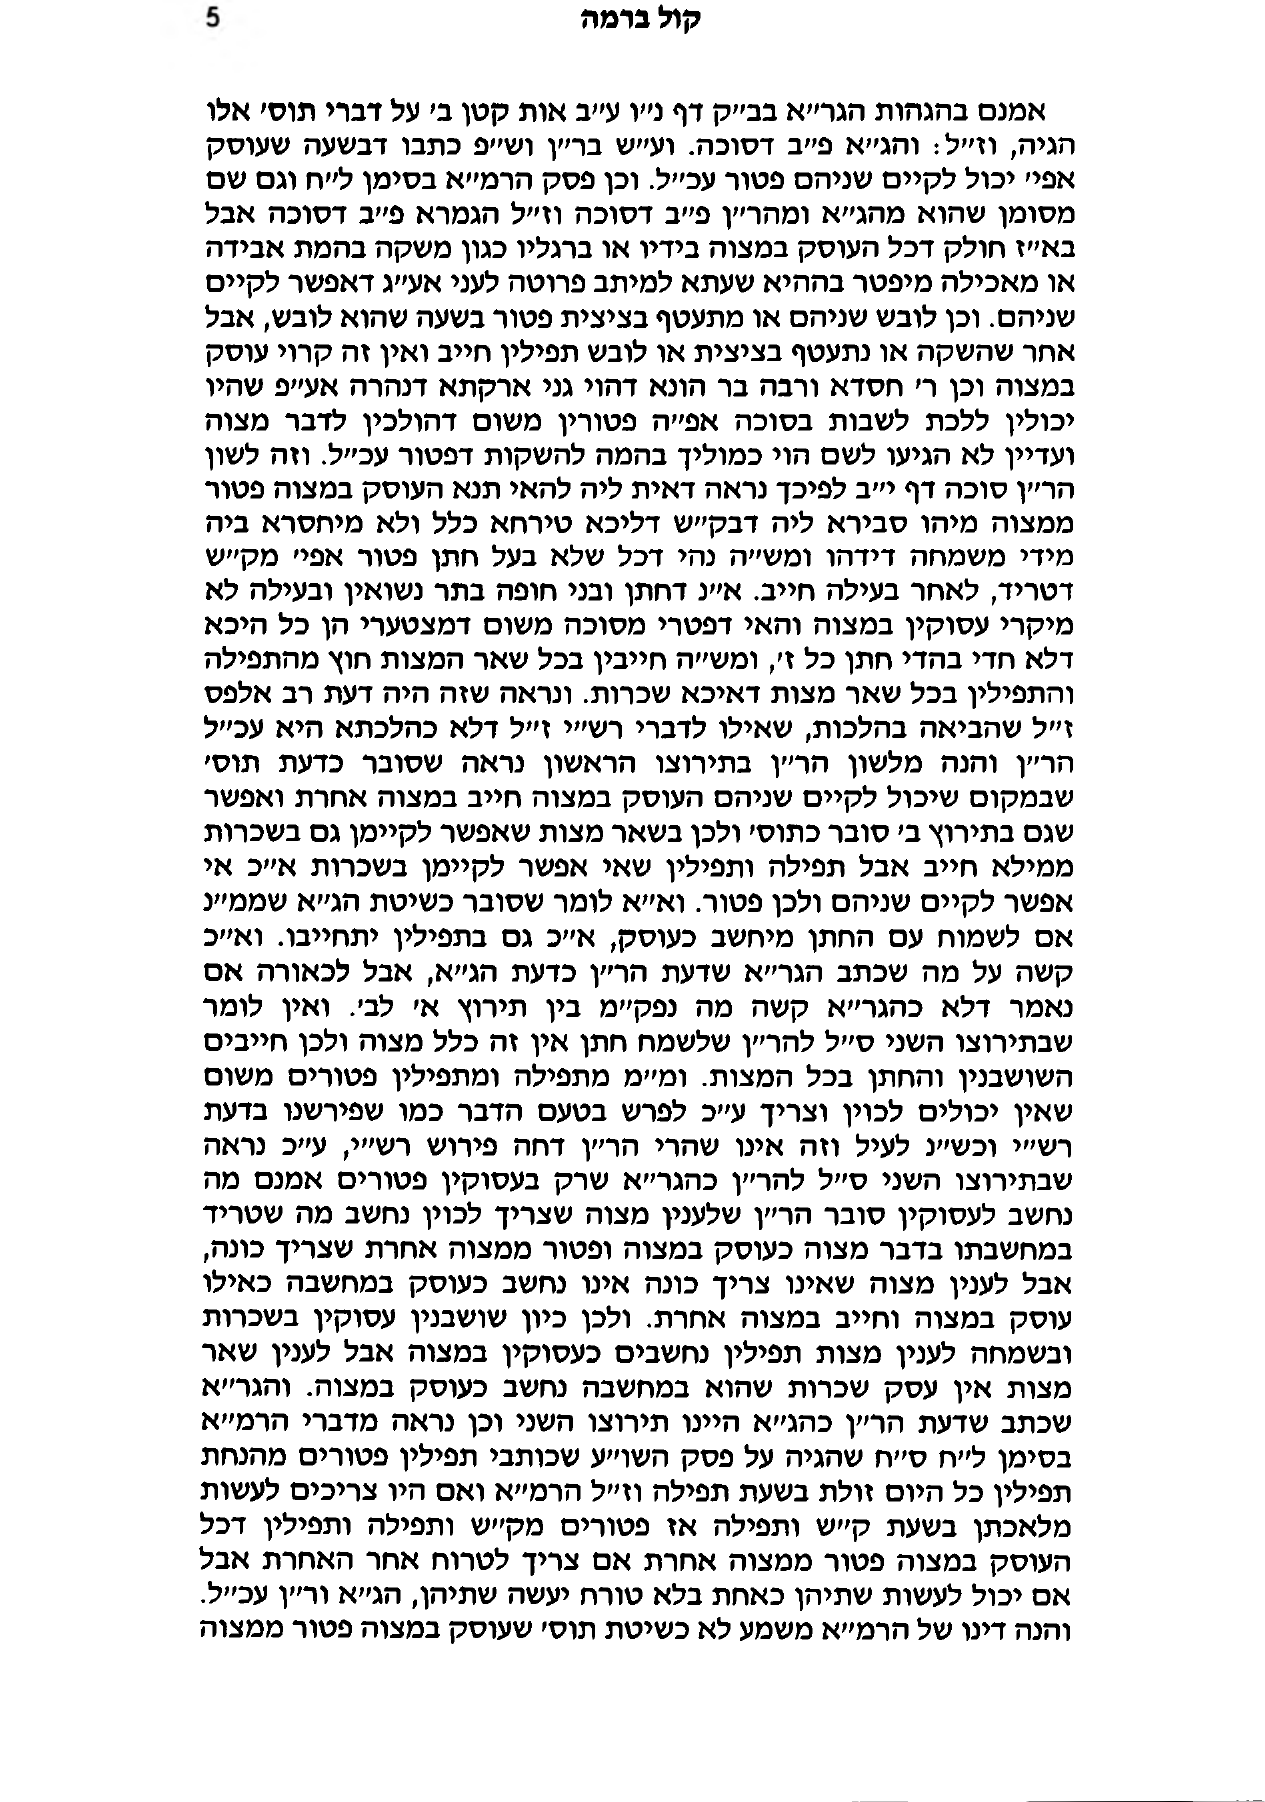 קול ברמה
5
אמנם בהגהות הגר״א בב״ק דף נ״ו ע״ב אות קטן ב׳ על דברי תוס׳ אלו
הגיה, וז״ל: והג״א פ״ב דסוכה. וע״ש בר״ן וש״פ כתבו דבשעה שעוסק
אפי׳ יכול לקיים שניהם פטור עכ״ל. וכן פסק הרמ״א בסימן ל״ח וגם שם
מסומן שהוא מהג״א ומהר״ן פ״ב דסוכה וז״ל הגמרא פ״ב דסוכה אבל
בא״ז חולק דכל העוסק במצוה בידיו או ברגליו כגון משקה בהמת אבידה
או מאכילה מיפטר בההיא שעתא למיתב פרוטה לעני אע״ג דאפשר לקיים
שניהם. וכן לובש שניהם או מתעטף בציצית פטור בשעה שהוא לובש, אבל
אחר שהשקה או נתעטף בציצית או לובש תפילין חייב ואין זה קרוי עוסק
במצוה וכן ר׳ חסדא ורבה בר הונא דהוי גני ארקתא דנהרה אע״פ שהיו
יכולין ללכת לשבות בסוכה אפ״ה פטורין משום דהולכין לדבר מצוה
ועדיין לא הגיעו לשם הוי כמוליך בהמה להשקות דפטור עכ״ל. וזה לשון
הר״ן סוכה דף י״ב לפיכך נראה דאית ליה להאי תנא העוסק במצוה פטור
ממצוה מיהו סבירא ליה דבק״ש דליכא טירחא כלל ולא מיחסרא ביה
מידי משמחה דידהו ומש״ה נהי דכל שלא בעל חתן פטור אפי׳ מק״ש
דטריד, לאחר בעילה חייב. א״נ דחתן ובני חופה בתר נשואין ובעילה לא
מיקרי עסוקין במצוה והאי דפטרי מסוכה משום דמצטערי הן כל היכא
דלא חדי בהדי חתן כל ז׳, ומש״ה חייבין בכל שאר המצות חוץ מהתפילה
והתפילין בכל שאר מצות דאיכא שכרות. ונראה שזה היה דעת רב אלפס
ז״ל שהביאה בהלכות, שאילו לדברי רש״י ז״ל דלא כהלכתא היא עכ״ל
הר״ן והנה מלשון הר״ן בתירוצו הראשון נראה שסובר כדעת תוס׳
שבמקום שיכול לקיים שניהם העוסק במצוה חייב במצוה אחרת ואפשר
שגם בתירוץ ב׳ סובר כתוס׳ ולכן בשאר מצות שאפשר לקיימן גם בשכרות
ממילא חייב אבל תפילה ותפילין שאי אפשר לקיימן בשכרות א״כ אי
אפשר לקיים שניהם ולכן פטור. וא״א לומר שסובר כשיטת הג״א שממ״נ
אם לשמוח עם החתן מיחשב כעוסק, א״כ גם בתפילין יתחייבו. וא״כ
קשה על מה שכתב הגר״א שדעת הר״ן כדעת הג״א, אבל לכאורה אם
נאמר דלא כהגר״א קשה מה נפק״מ בין תירוץ א׳ לב׳. ואין לומר
שבתירוצו השני ס״ל להר״ן שלשמח חתן אין זה כלל מצוה ולכן חייבים
השושבנין והחתן בכל המצות. ומ״מ מתפילה ומתפילין פטורים משום
שאין יכולים לכוין וצריך ע״כ לפרש בטעם הדבר כמו שפירשנו בדעת
רש״י וכש״נ לעיל וזה אינו שהרי הר״ן דחה פירוש רש״י, ע״כ נראה
שבתירוצו השני ס״ל להר״ן כהגר״א שרק בעסוקין פטורים אמנם מה
נחשב לעסוקין סובר הר״ן שלענין מצוה שצריך לכוין נחשב מה שטריד
במחשבתו בדבר מצוה כעוסק במצוה ופטור ממצוה אחרת שצריך כונה,
אבל לענין מצוה שאינו צריך כונה אינו נחשב כעוסק במחשבה כאילו
עוסק במצוה וחייב במצוה אחרת. ולכן כיון שושבנין עסוקין בשכרות
ובשמחה לענין מצות תפילין נחשבים כעסוקין במצוה אבל לענין שאר
מצות אין עסק שכרות שהוא במחשבה נחשב כעוסק במצוה. והגר״א
שכתב שדעת הר״ן כהג״א היינו תירוצו השני וכן נראה מדברי הרמ״א
בסימן ל״ח ס״ח שהגיה על פסק השו״ע שכותבי תפילין פטורים מהנחת
תפילין כל היום זולת בשעת תפילה וז״ל הרמ״א ואם היו צריכים לעשות
מלאכתן בשעת ק״ש ותפילה אז פטורים מק״ש ותפילה ותפילין דכל
העוסק במצוה פטור ממצוה אחרת אם צריך לטרוח אחר האחרת אבל
אם יכול לעשות שתיהן כאחת בלא טורח יעשה שתיהן, הג״א ור״ן עכ״ל.
והנה דינו של הרמ״א משמע לא כשיטת תוס׳ שעוסק במצוה פטור ממצוה